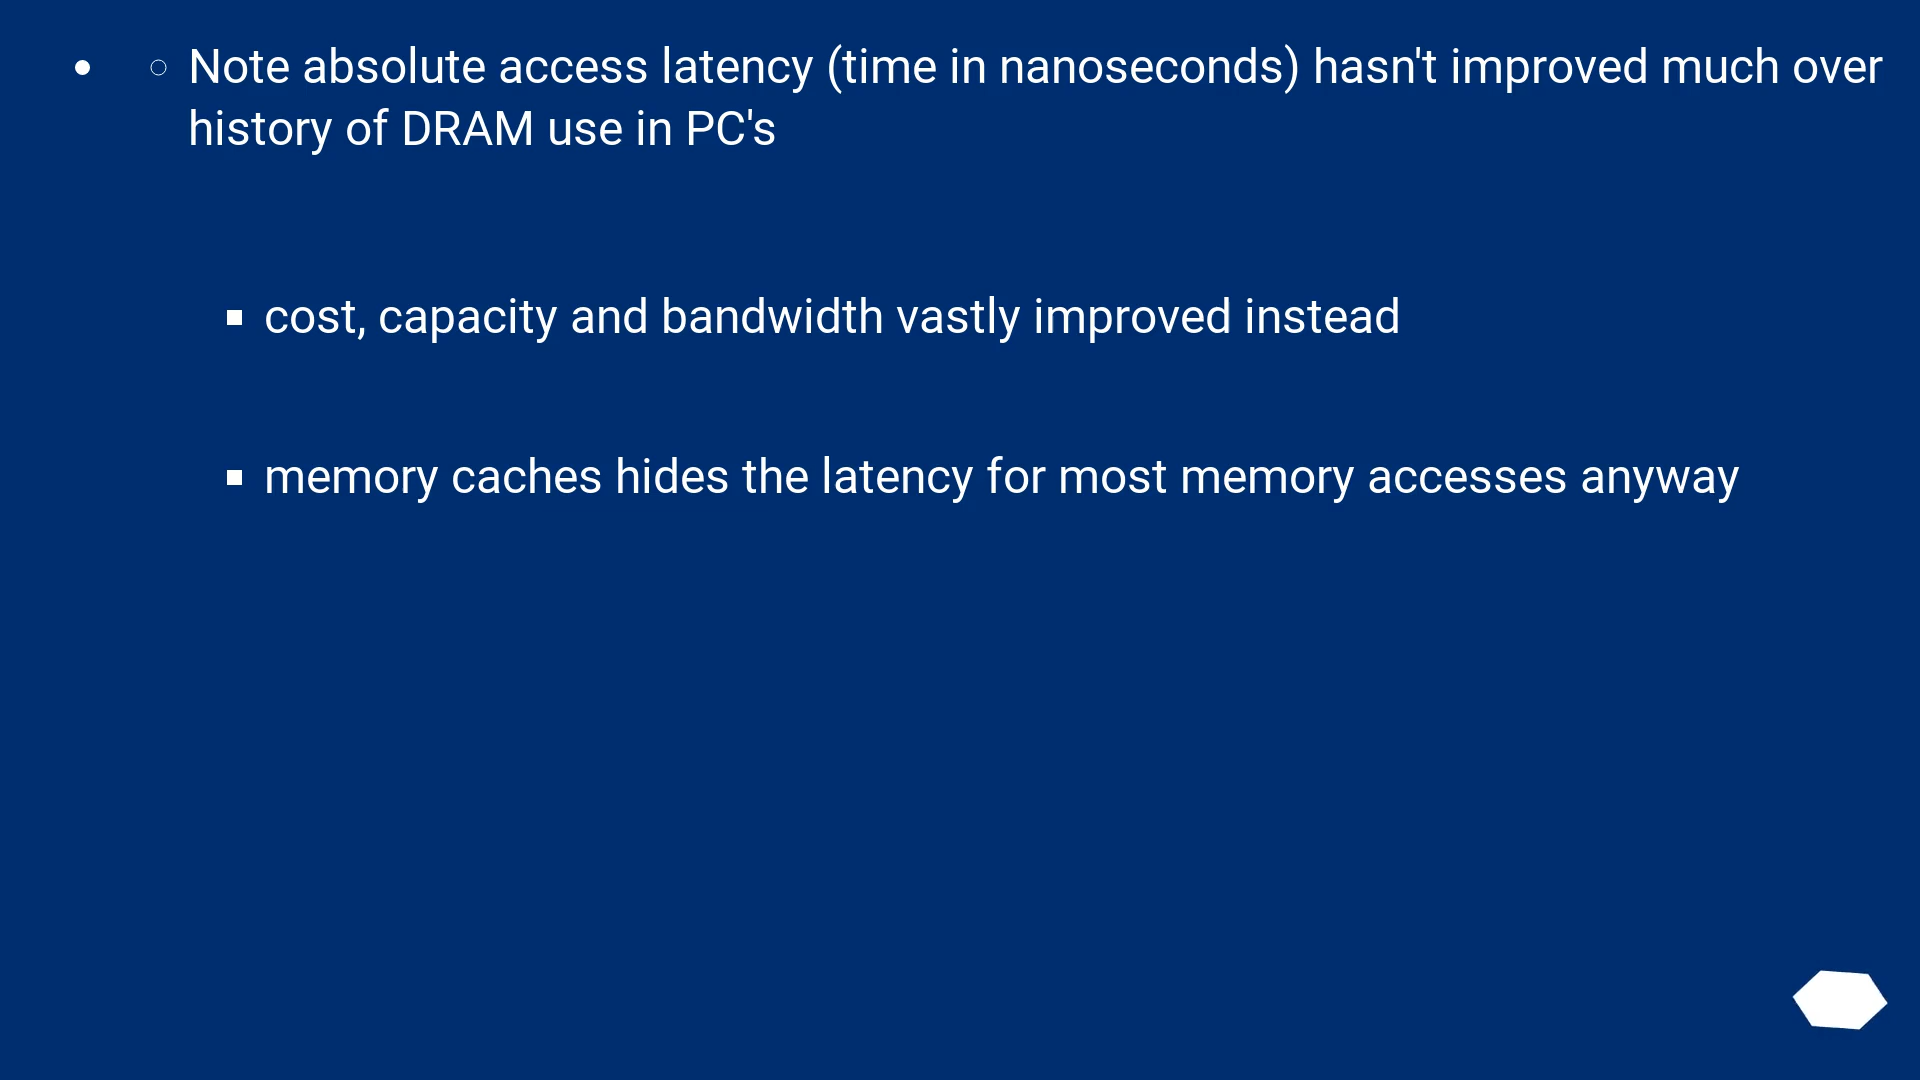 Note absolute access latency (time in nanoseconds) hasn't improved much over
history of DRAM use in PC's
cost, capacity and bandwidth vastly improved instead
memory caches hides the latency for most memory accesses anyway